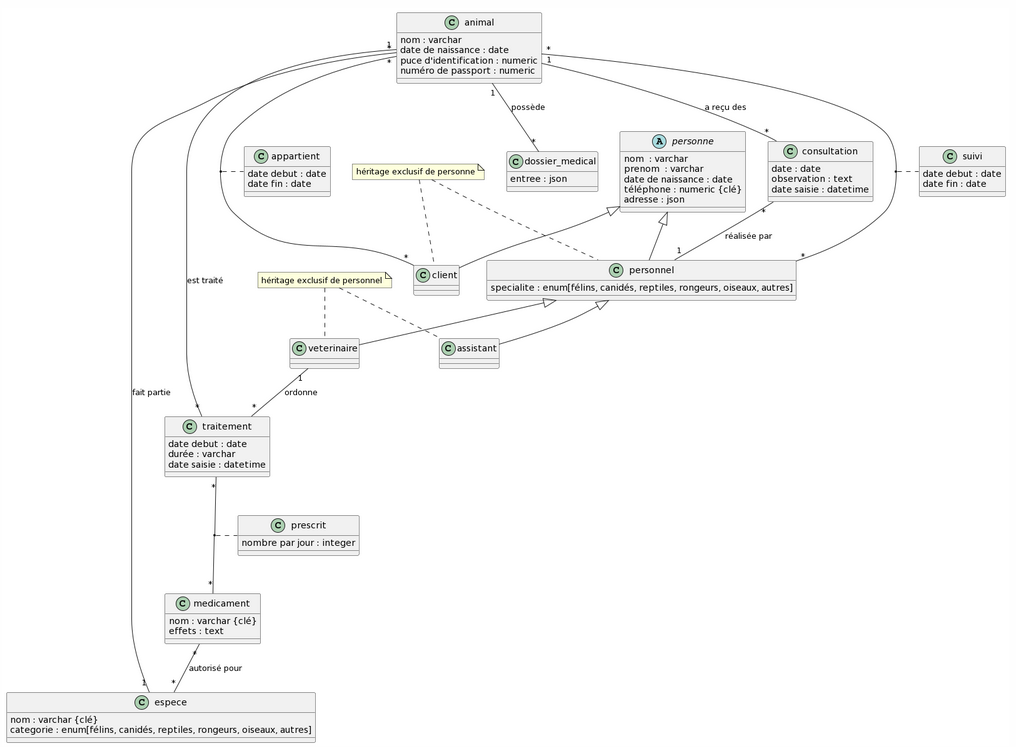 C animal
nom : varchar
date de naissance : date
puce d'identification : numeric
numéro de passport : numeric
1
*
*
*
1
1
possède
a reçu des
*
*
A personne
nom : varchar
prenom : varchar
date de naissance : date
téléphone : numeric {clé}
adresse : json
C consultation
date : date
observation : text
date saisie : datetime
C appartient
date debut : date
date fin : date
C dossier_medical
entree : json
C suivi
date debut : date
date fin : date
héritage exclusif de personne
*
réalisée par
1
*
*
C client
C personnel
specialite : enum[félins, canidés, reptiles, rongeurs, oiseaux, autres]
est traité
héritage exclusif de personnel
C veterinaire
C assistant
1
fait partie
ordonne
*
*
C traitement
date debut : date
durée : varchar
date saisie : datetime
*
C prescrit
nombre par jour : integer
*
C medicament
nom : varchar {clé}
effets : text
*
autorisé pour
1
*
C espece
nom : varchar {clé}
categorie : enum[félins, canidés, reptiles, rongeurs, oiseaux, autres]